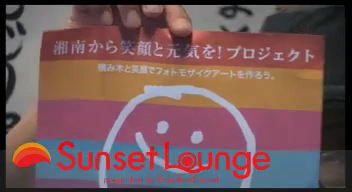 湘南から笑顔と元気を!プロジェクト
積み木と笑顔でフォトモザイクアートを作ろう。
Sunset Lounge